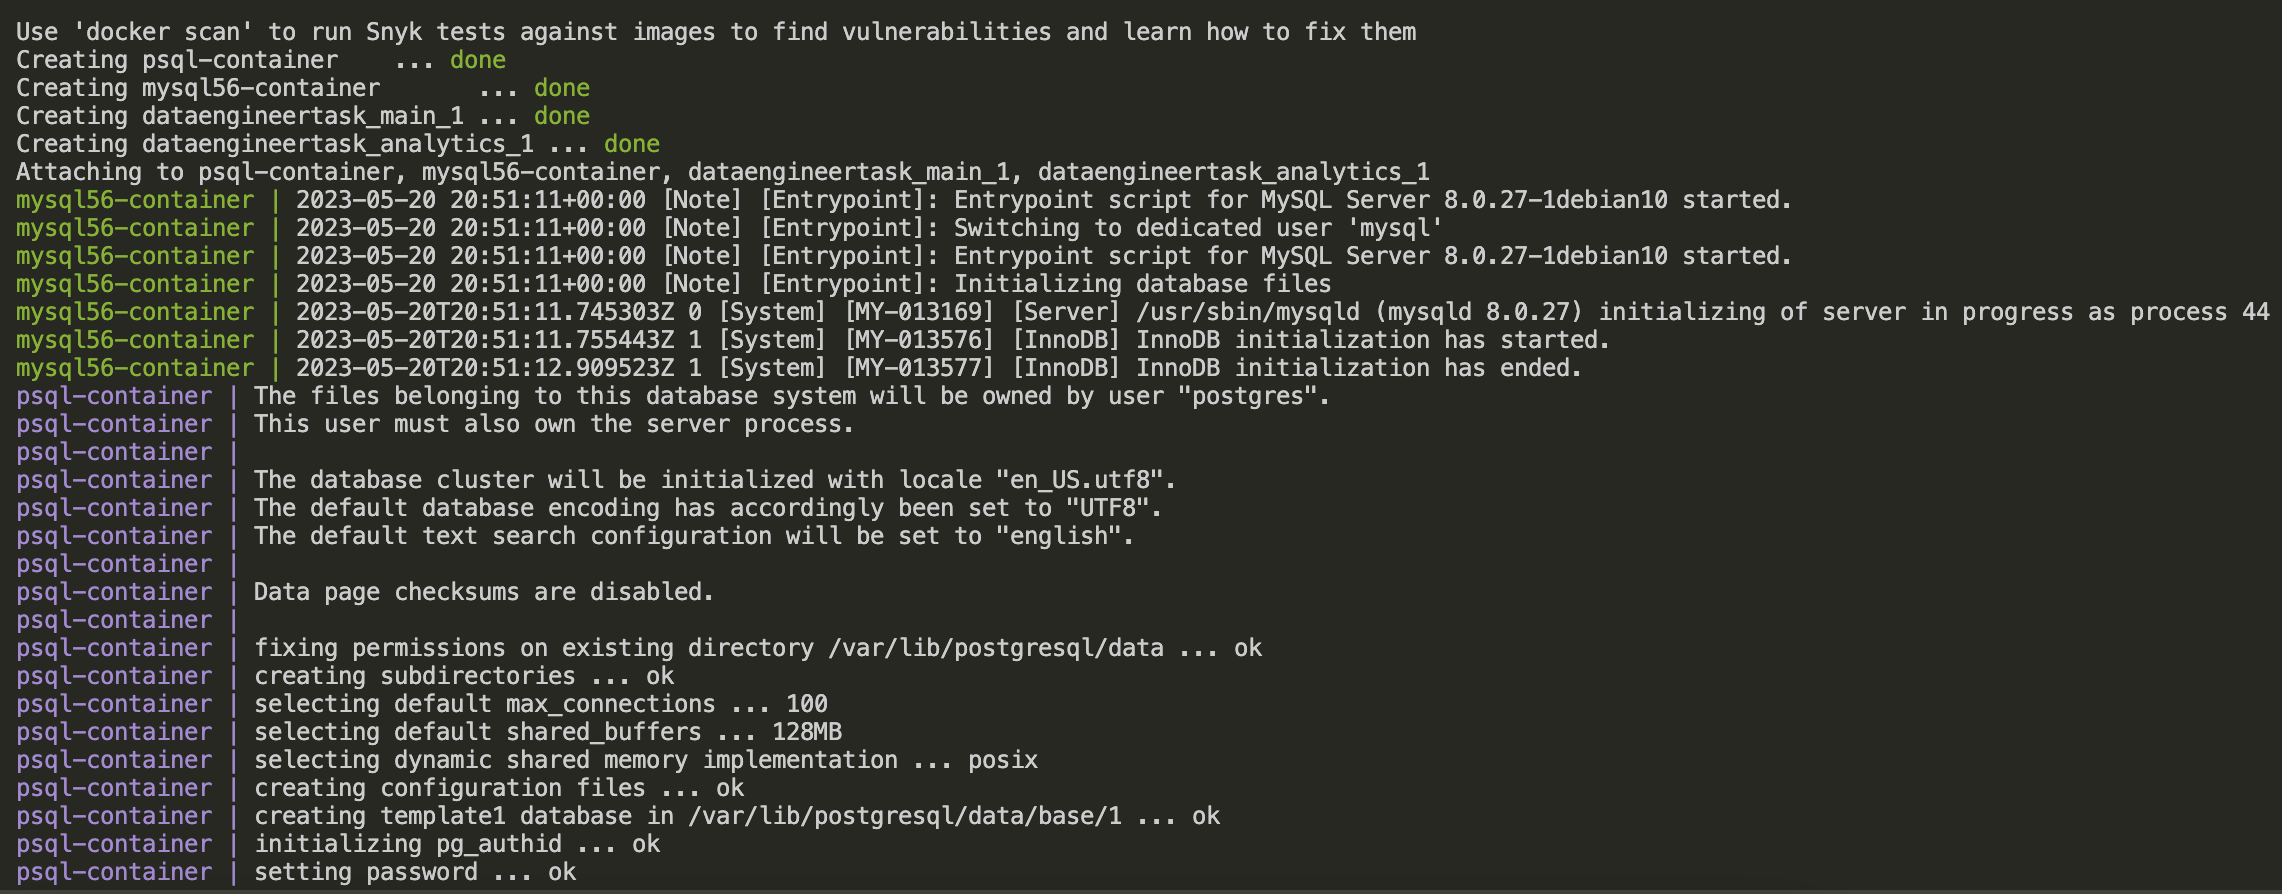 Use 'docker scan' to run Snyk tests against images to find vulnerabilities and learn how to fix them
Creating psql-container    ... done
Creating mysql56-container       ... done
Creating dataengineertask_main_1 ... done
Creating dataengineertask_analytics_1 ... done
Attaching to psql-container, mysql56-container, dataengineertask_main_1, dataengineertask_analytics_1
mysql56-container | 2023-05-20 20:51:11+00:00 [Note] [Entrypoint]: Entrypoint script for MySQL Server 8.0.27-1debian10 started.
mysql56-container | 2023-05-20 20:51:11+00:00 [Note] [Entrypoint]: Switching to dedicated user 'mysql'
mysql56-container | 2023-05-20 20:51:11+00:00 [Note] [Entrypoint]: Entrypoint script for MySQL Server 8.0.27-1debian10 started.
mysql56-container | 2023-05-20 20:51:11+00:00 [Note] [Entrypoint]: Initializing database files
mysql56-container | 2023-05-20T20:51:11.745303Z 0 [System] [MY-013169] [Server] /usr/sbin/mysqld (mysqld 8.0.27) initializing of server in progress as process 44
mysql56-container | 2023-05-20T20:51:11.755443Z 1 [System] [MY-013576] [InnoDB] InnoDB initialization has started.
mysql56-container | 2023-05-20T20:51:12.909523Z 1 [System] [MY-013577] [InnoDB] InnoDB initialization has ended.
psql-container | The files belonging to this database system will be owned by user "postgres".
psql-container | This user must also own the server process.
psql-container |
psql-container | The database cluster will be initialized with locale "en_US.utf8".
psql-container | The default database encoding has accordingly been set to "UTF8".
psql-container | The default text search configuration will be set to "english".
psql-container |
psql-container | Data page checksums are disabled.
psql-container |
psql-container | fixing permissions on existing directory /var/lib/postgresql/data ... ok
psql-container | creating subdirectories ... ok
psql-container | selecting default max_connections ... 100
psql-container | selecting default shared_buffers ... 128MB
psql-container | selecting dynamic shared memory implementation ... posix
psql-container | creating configuration files ... ok
psql-container | creating template1 database in /var/lib/postgresql/data/base/1 ... ok
psql-container | initializing pg_authid ... ok
psql-container | setting password ... ok